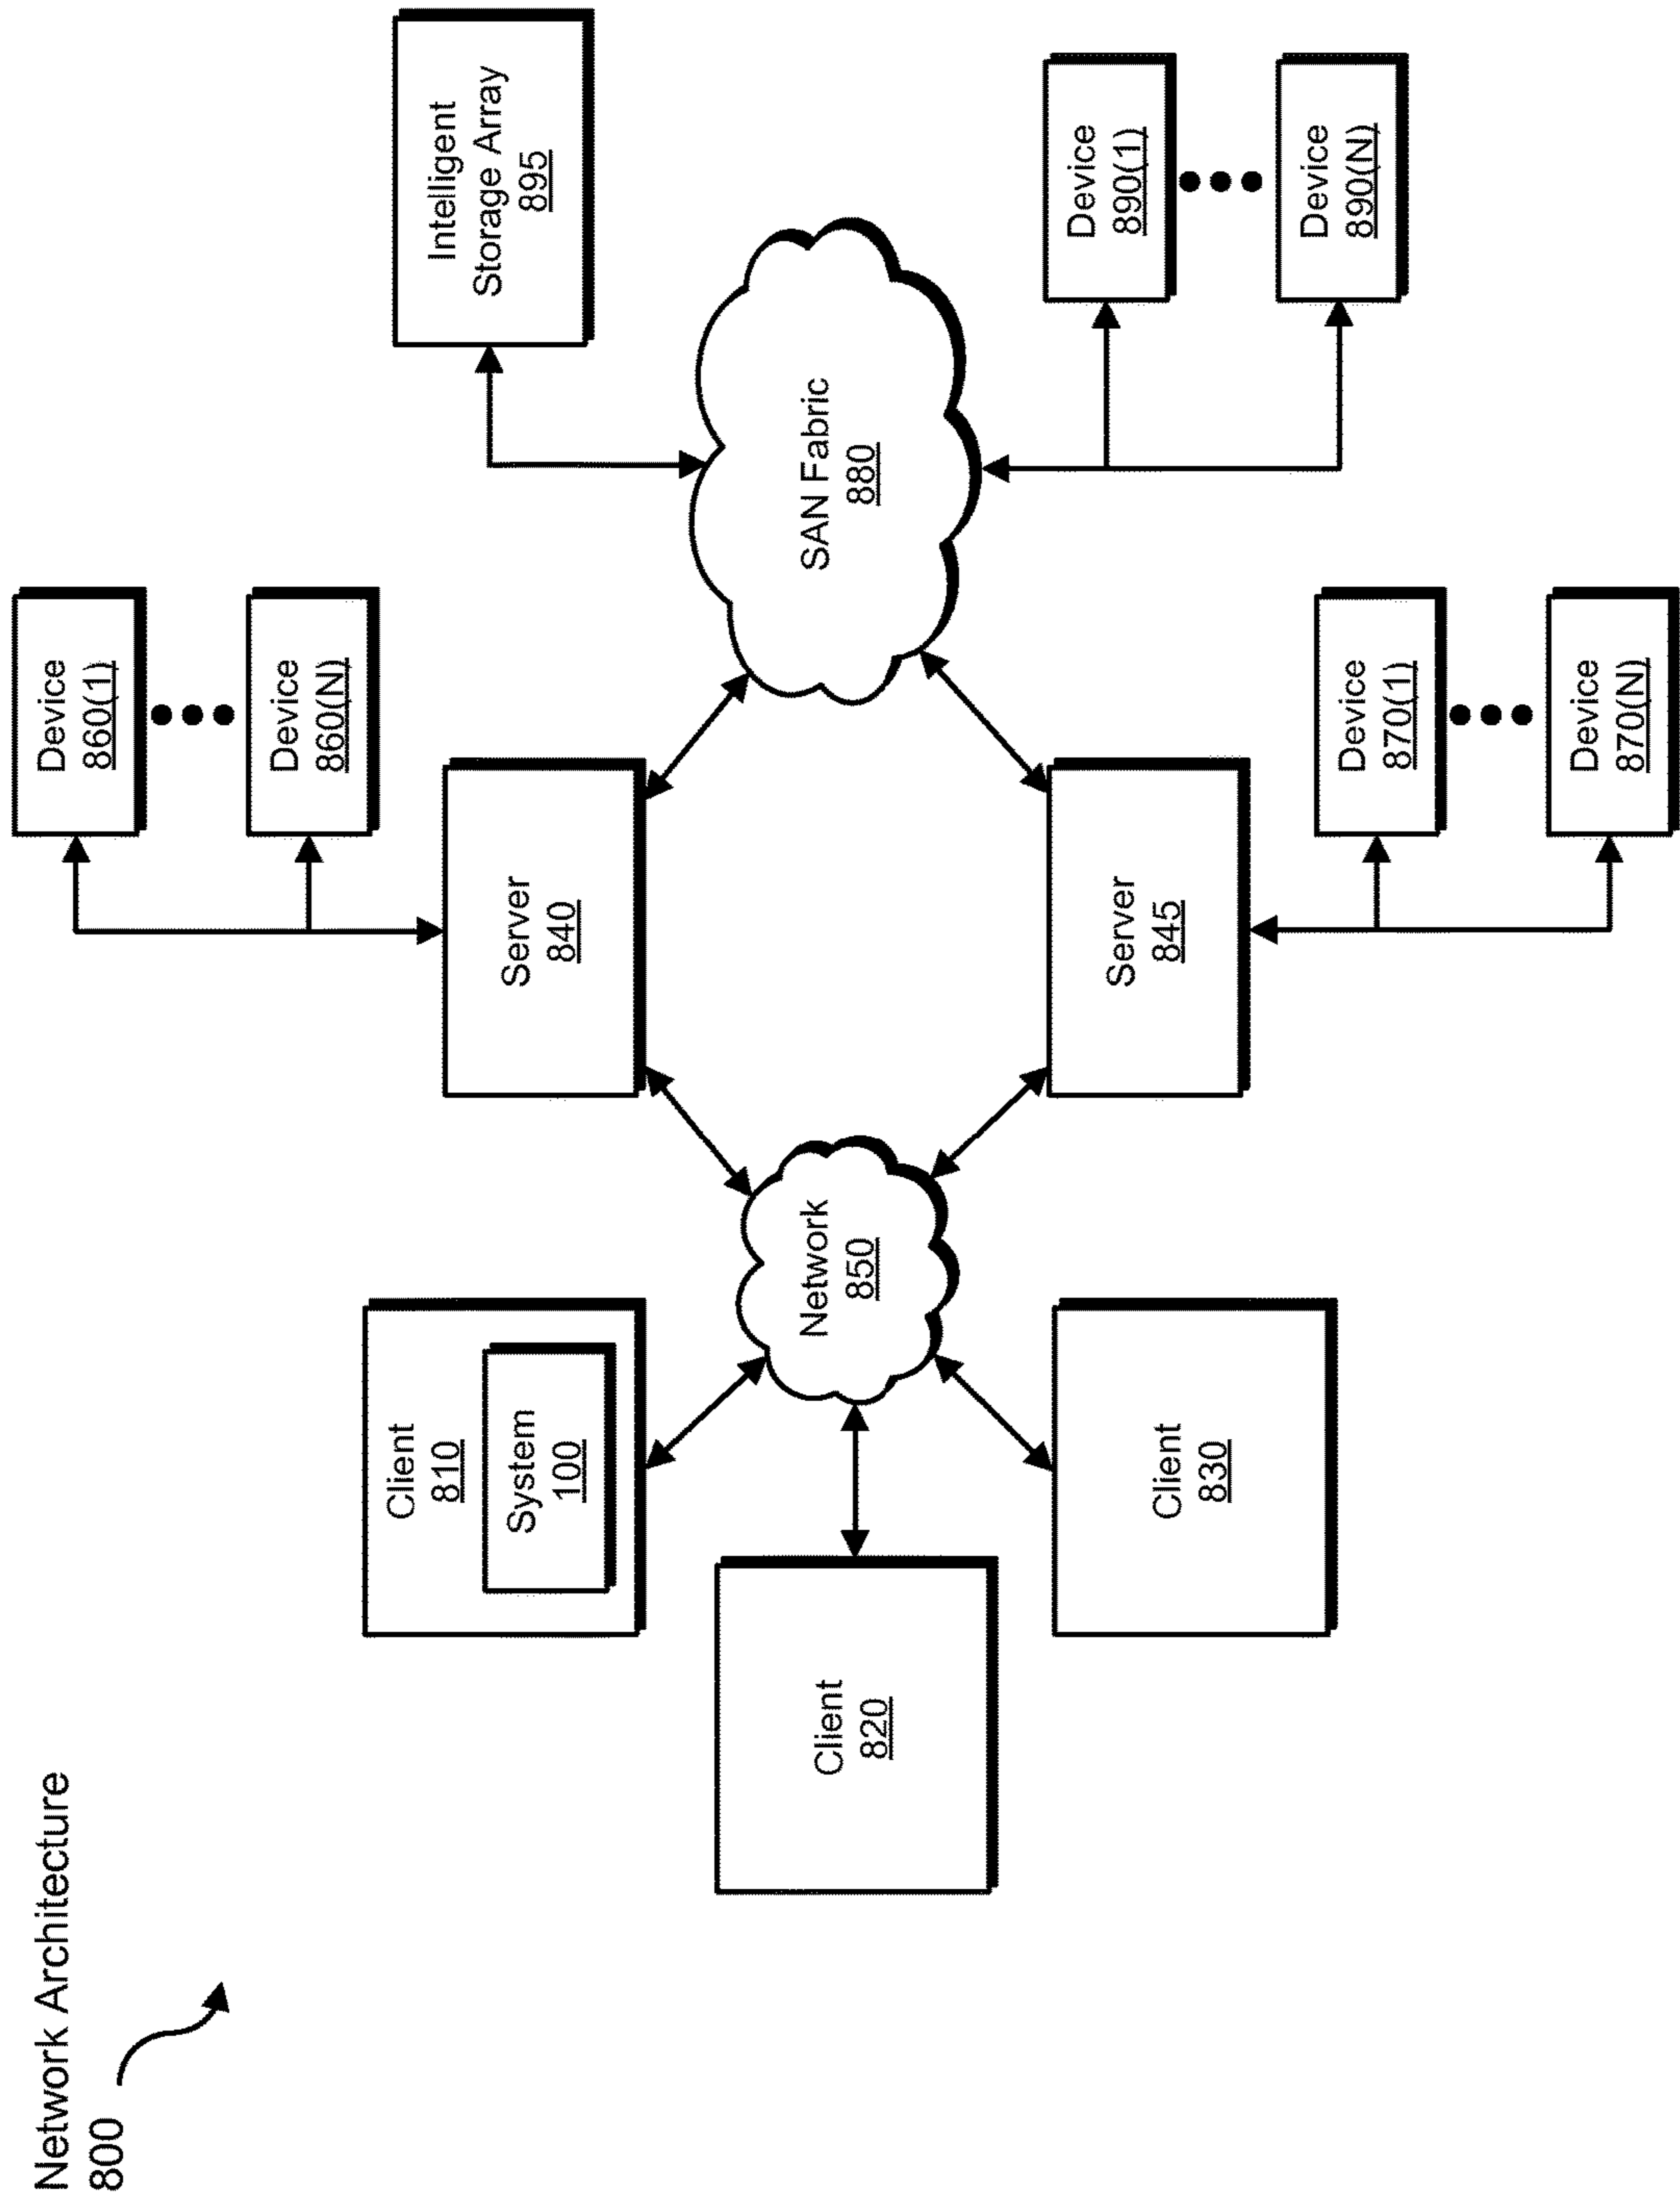 Network Architecture
800
Client
810
System
100
Client
820
Client
830
Network
850
Server
840
Server
845
Device
860(1)
Device
860(N)
Device
870(1)
Device
870(N)
SAN Fabric
880
Intelligent
Storage Array
895
Device
890(1)
Device
890(N)